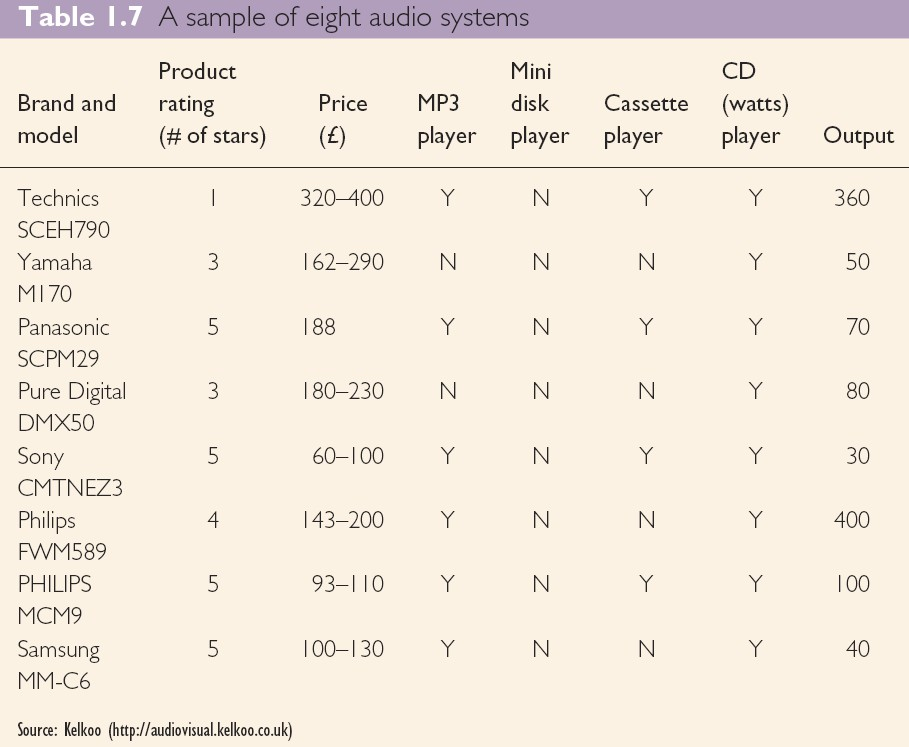 Table 1.7 A sample of eight audio systems
Product Mini CD
Brand and rating Price MP3 disk Cassette (watts)
model (# of stars) (£) player player player player Output
Technics 1 320–400 Y N Y Y 360
SCEH790
Yamaha 3 162–290 N N N Y 50
M170
Panasonic 5 188 Y N Y Y 70
SCPM29
Pure Digital 3 180–230 N N N Y 80
DMX50
Sony 5 60–100 Y N Y Y 30
CMTNEZ3
Philips 4 143–200 Y N N Y 400
FWM589
PHILIPS 5 93–110 Y N Y Y 100
MCM9
Samsung 5 100–130 Y N N Y 40
MM-C6
Source: Kelkoo (http://audiovisual.kelkoo.co.uk)